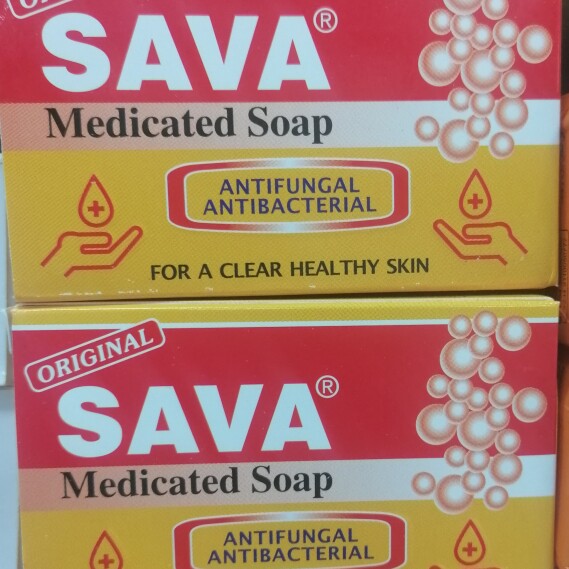 SAVA®
Medicated Soap
ANTIFUNGAL
ANTIBACTERIAL
FOR A CLEAR HEALTHY SKIN
ORIGINAL
SAVA®
Medicated Soap
ANTIFUNGAL
ANTIBACTERIAL